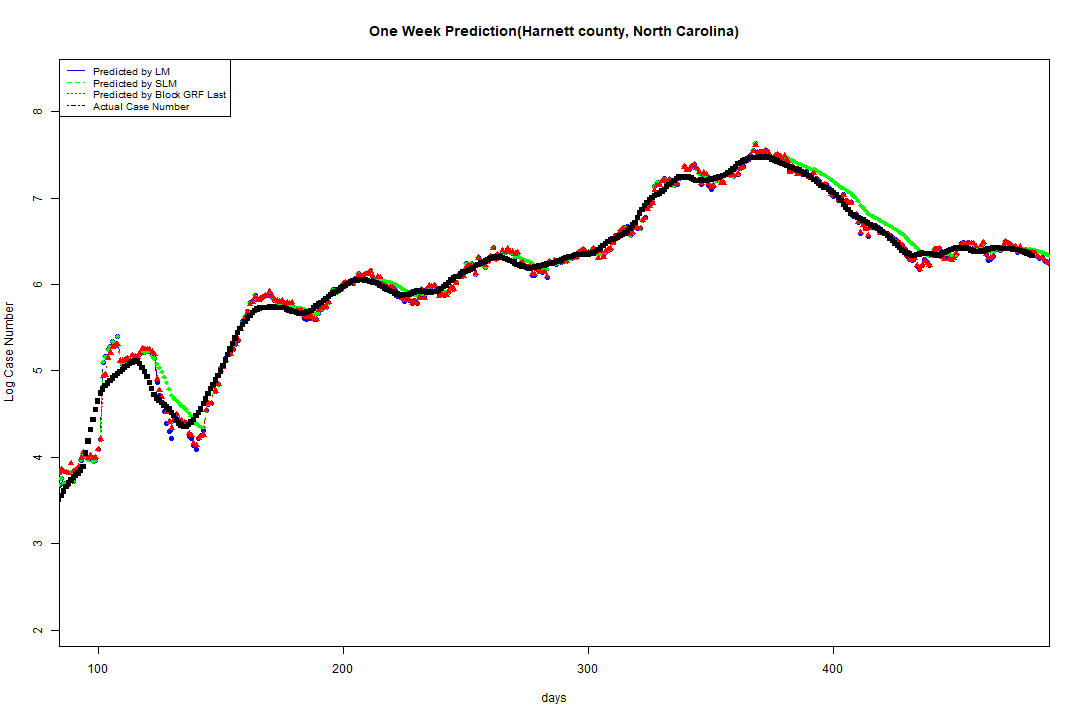 One Week Prediction(Harnett county, North Carolina)
Predicted by LM
Predicted by SLM
Predicted by Block GRF Last
Actual Case Number
8
7
6
5
4
3
2
Log Case Number
100 200 300 400
days